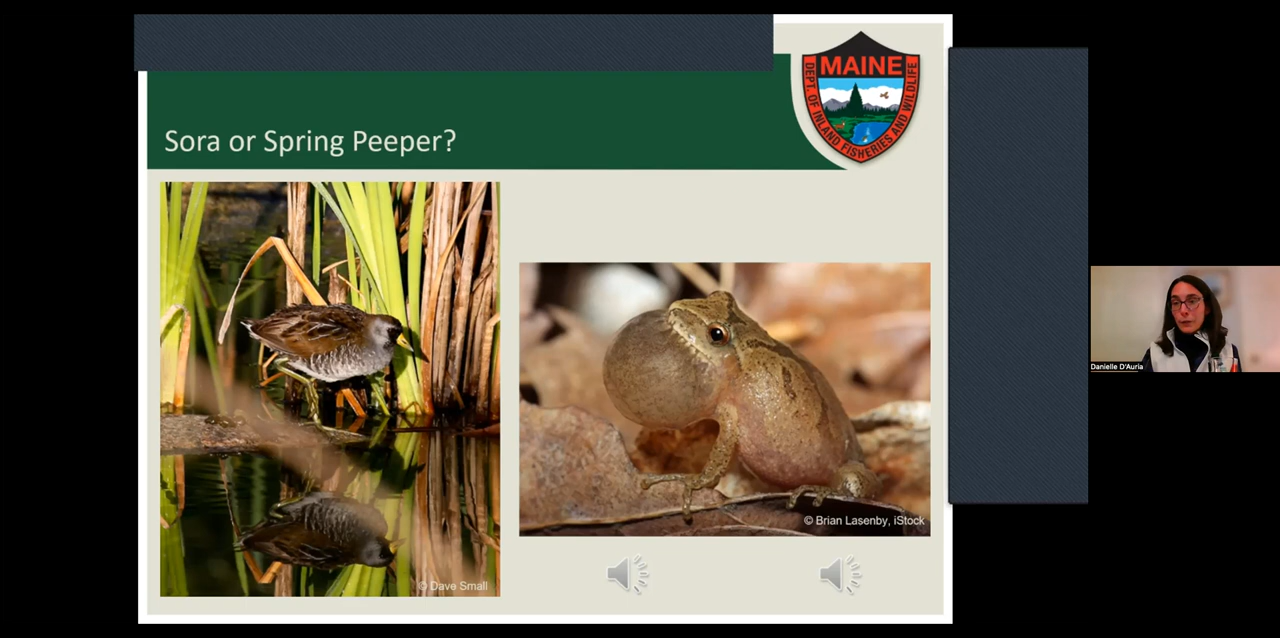 MAINE
DEPT. OF INLAND FISHERIES AND WILDLIFE
Sora or Spring Peeper?
© Brian Lasenby, iStock
© Dave Small
Danielle D'Auria